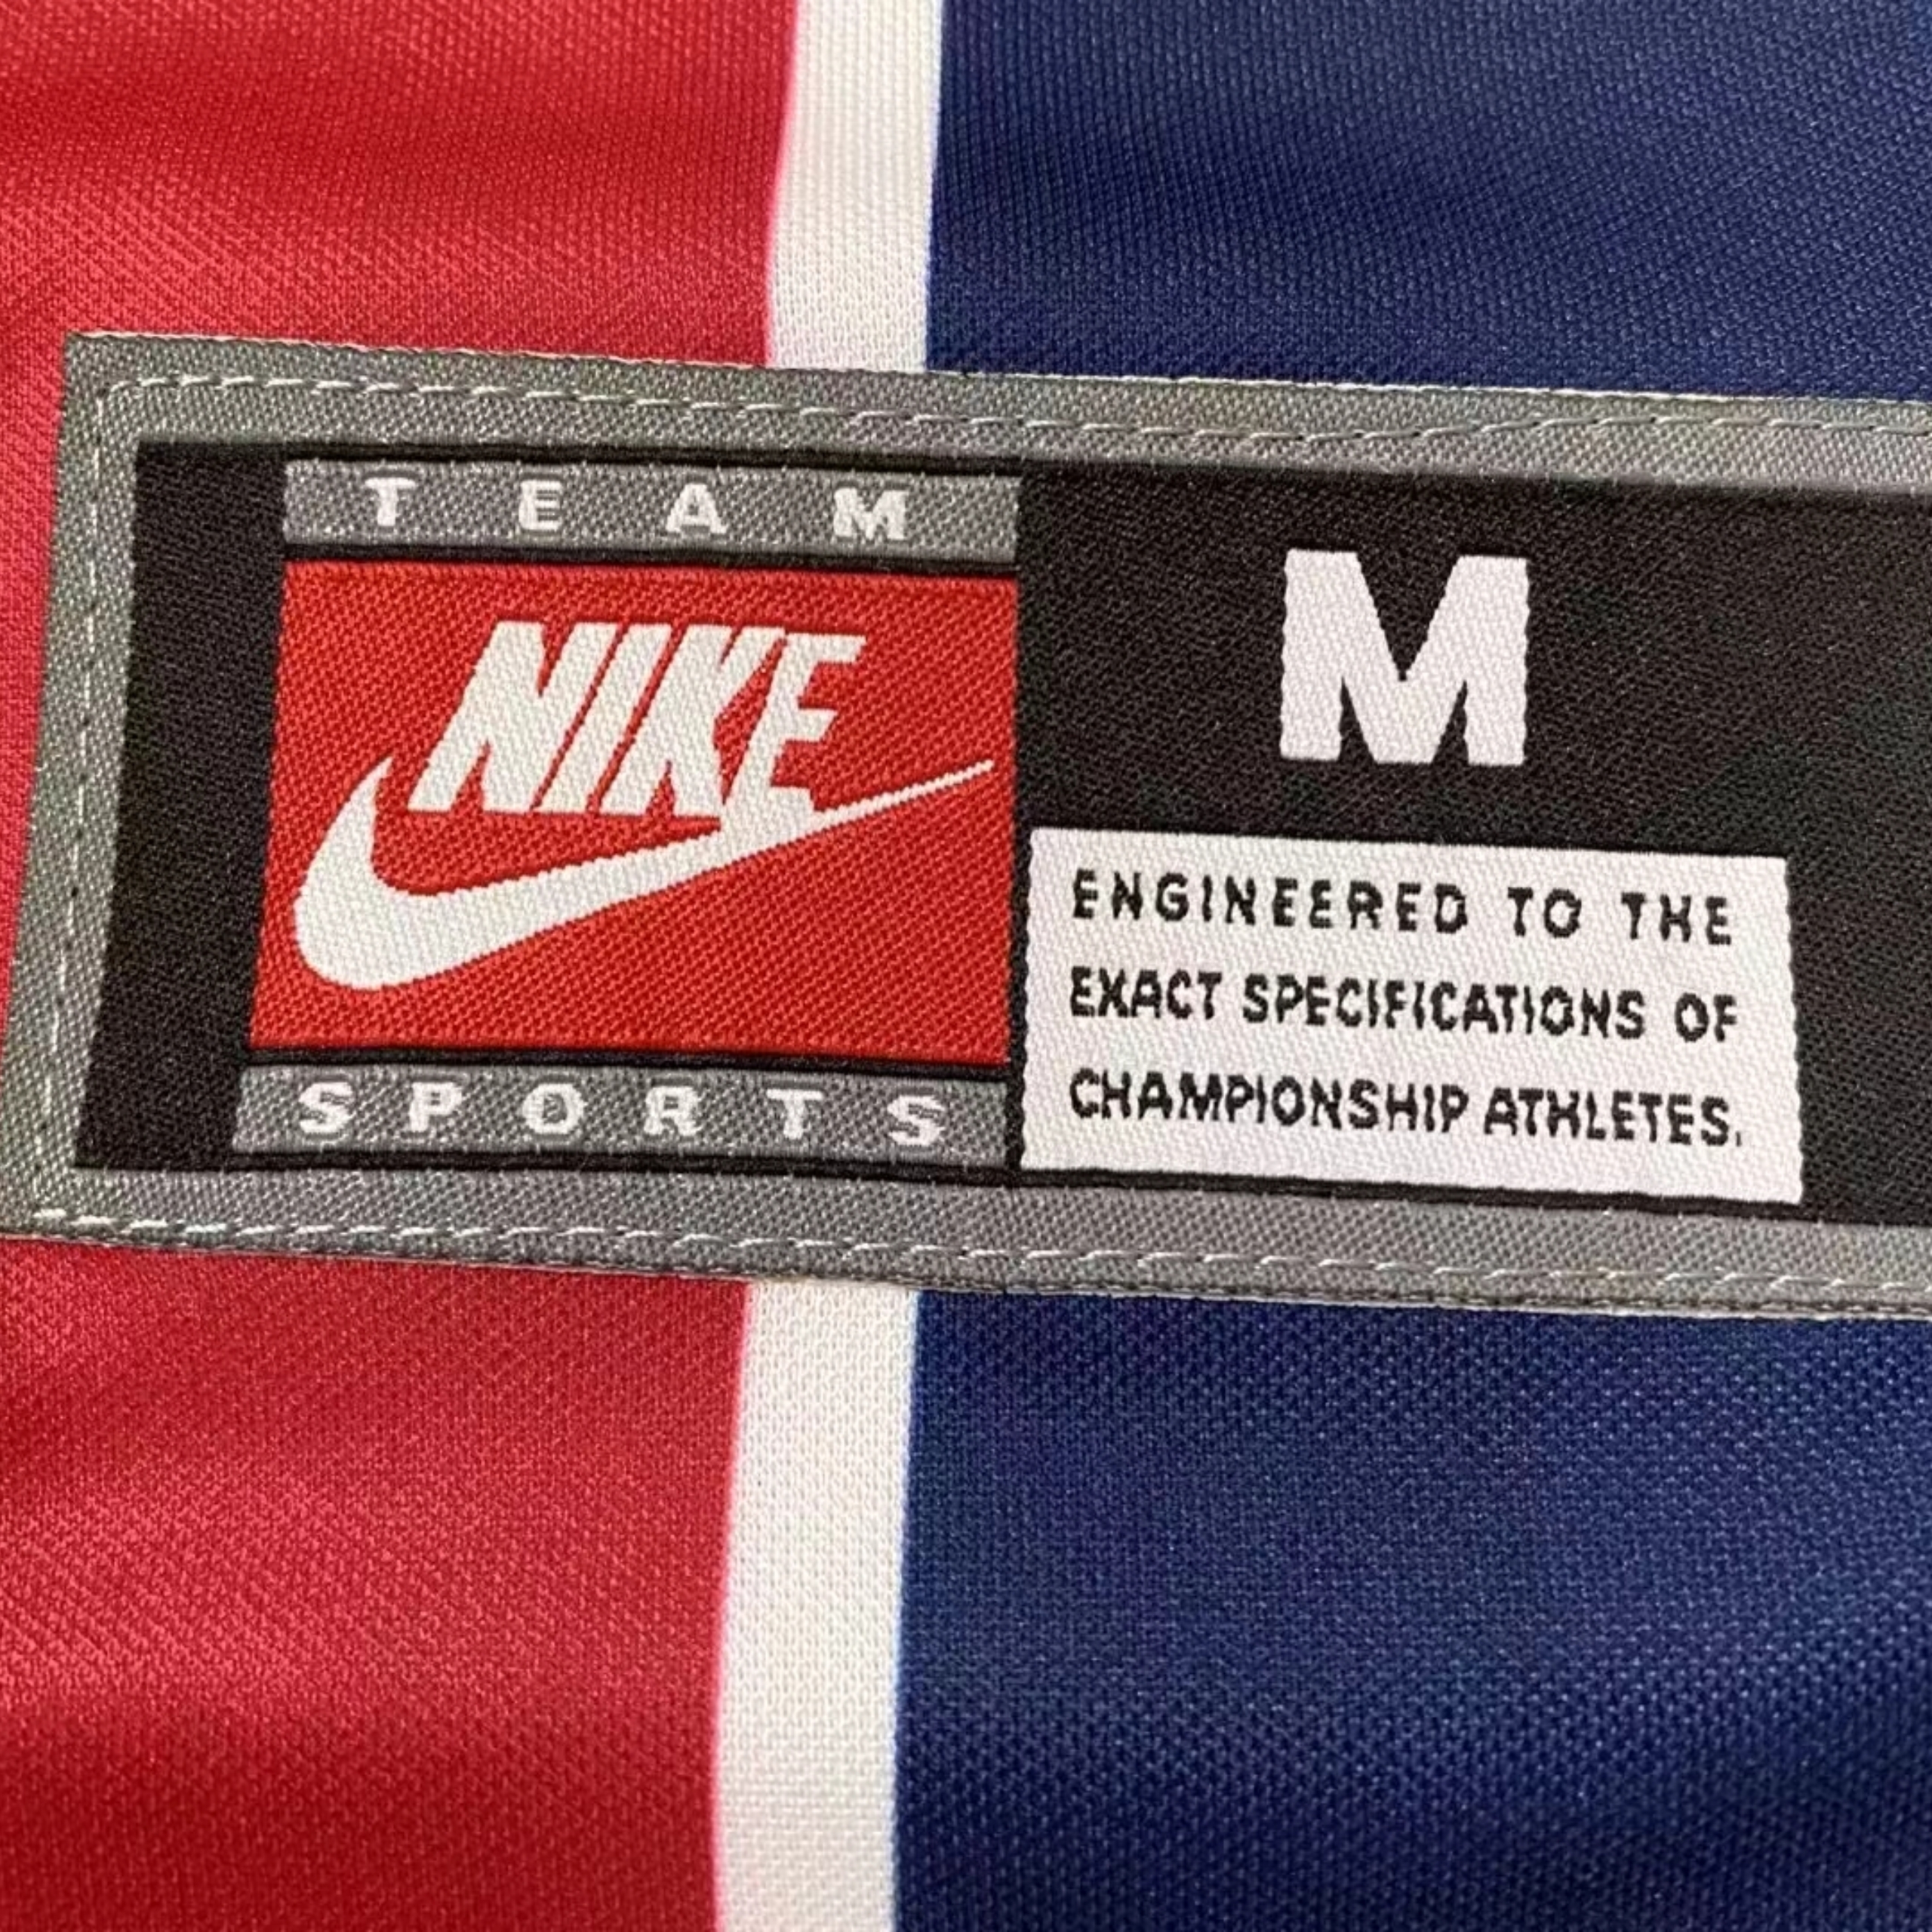 TEAM
NIKE
SPORTS
M
ENGINEERED TO THE
EXACT SPECIFICATIONS OF
CHAMPIONSHIP ATHLETES.